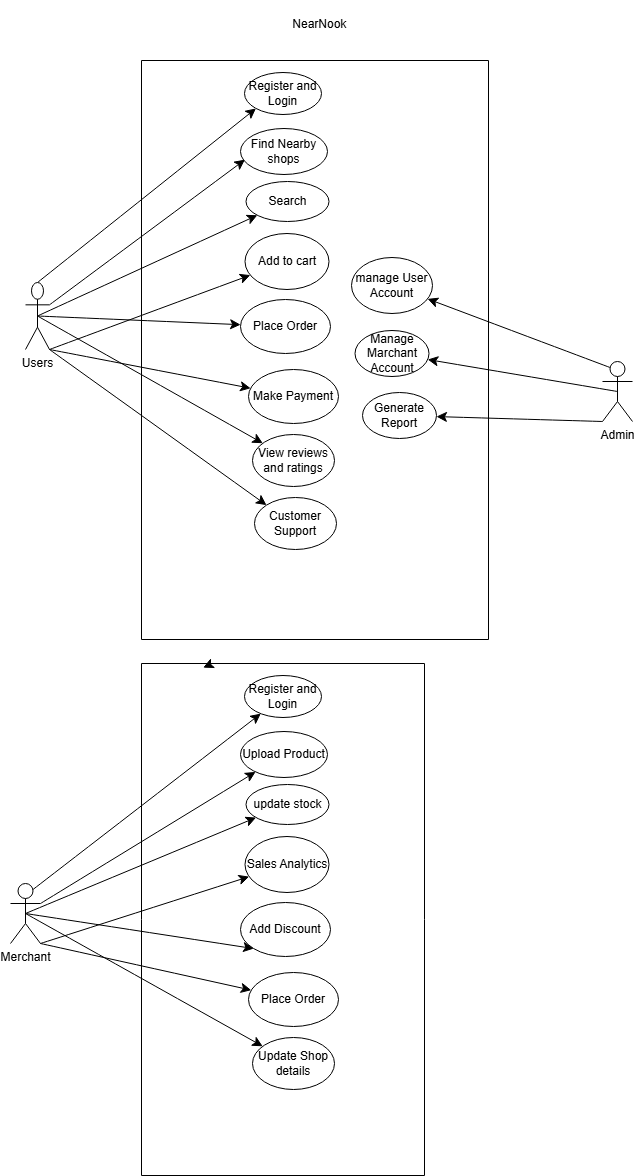 NearNook
Register and
Login
Find Nearby
shops
Search
Add to cart
Place Order
Make Payment
View reviews
and ratings
Customer
Support
Users
manage User
Account
Manage
Marchant
Account
Generate
Report
Admin
Register and
Login
Upload Product
update stock
Sales Analytics
Add Discount
Place Order
Update Shop
details
Merchant